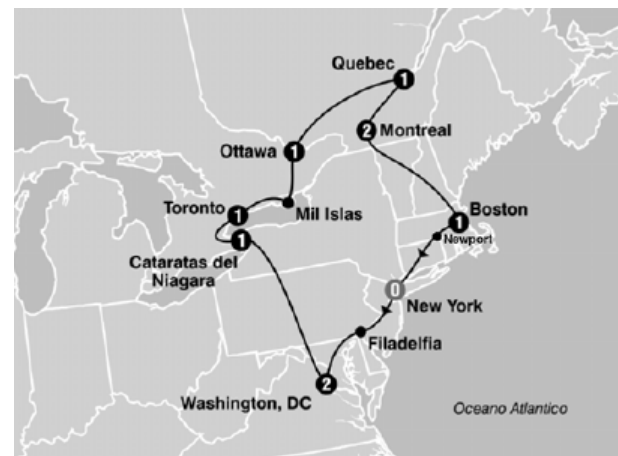 Quebec
1
2 Montreal
Ottawa 1
Toronto 1
Mil Islas
1 Boston
Newport
1
Cataratas del
Niagara
0
New York
Filadelfia
2
Washington, DC
Oceano Atlantico